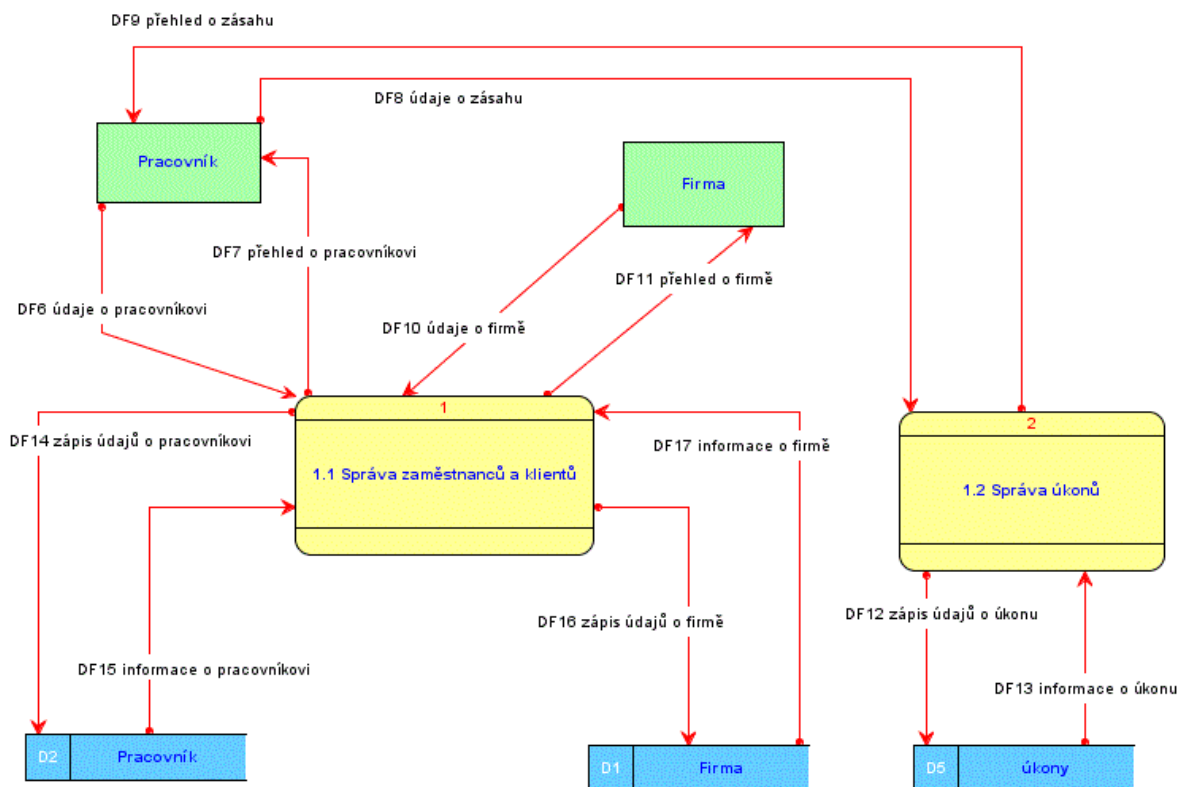 DF9 přehled o zásahu
DF8 údaje o zásahu
Pracovník
Firma
DF7 přehled o pracovníkovi
DF11 přehled o firmě
DF6 údaje o pracovníkovi
DF10 údaje o firmě
1
2
DF14 zápis údajů o pracovníkovi
DF17 informace o firmě
1.1 Správa zaměstnanců a klientů
1.2 Správa úkonů
DF12 zápis údajů o úkonu
DF16 zápis údajů o firmě
DF15 informace o pracovníkovi
DF13 informace o úkonu
D2 Pracovník
D1 Firma
D5 úkony